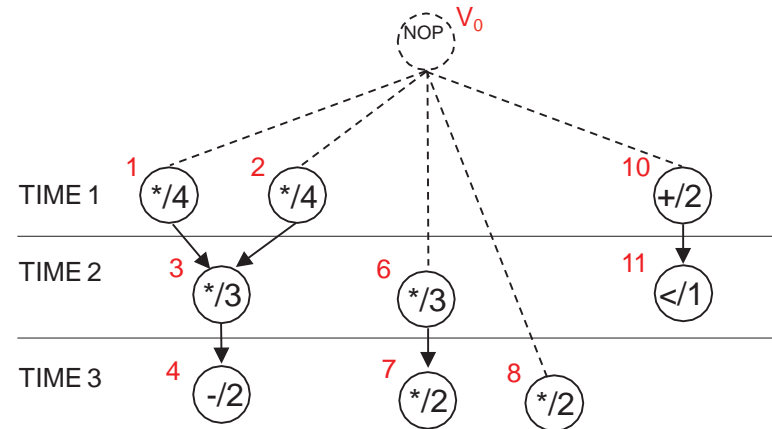 NOP V0
1 2 10
TIME 1 */4 */4 +/2
3 6 11
TIME 2 */3 */3 </1
4 7 8
TIME 3 -/2 */2 */2